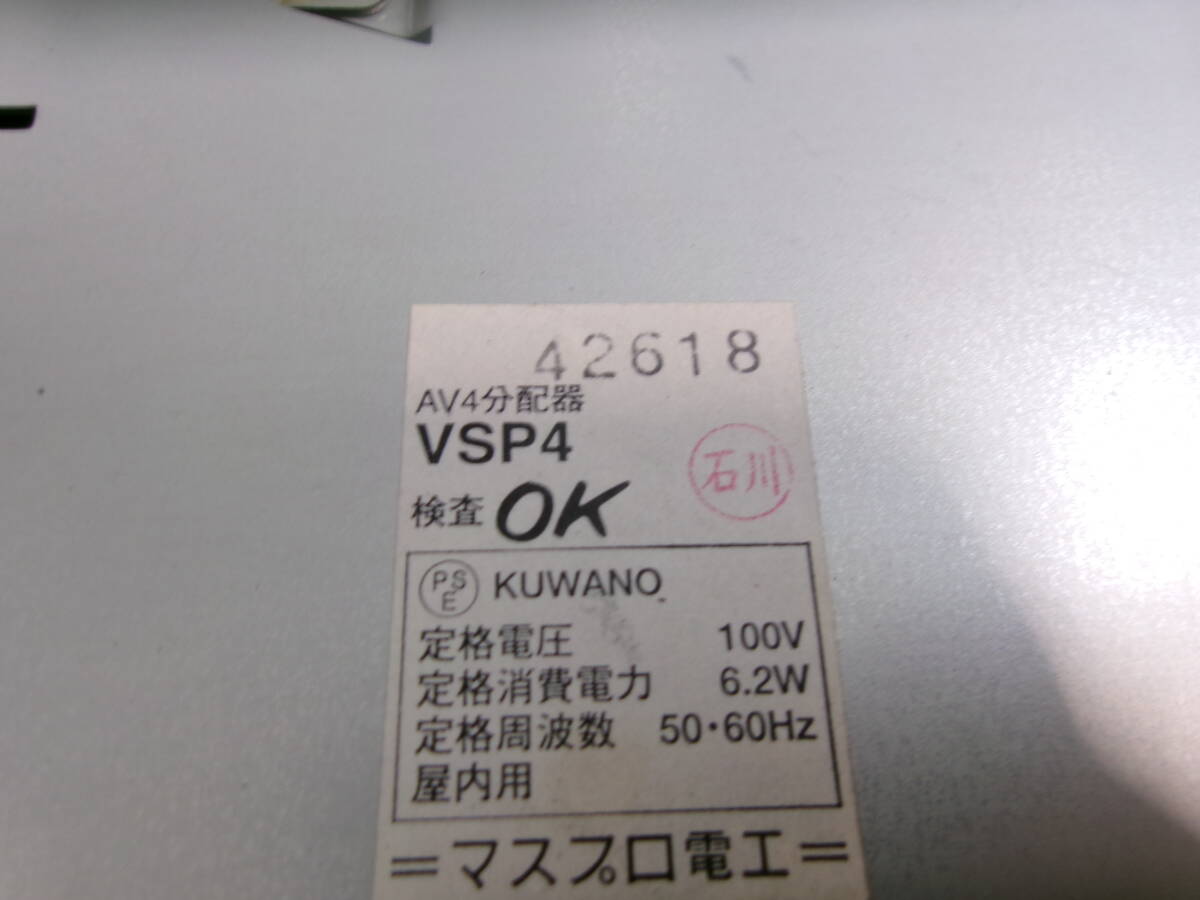 42618
AV4分配器
VSP4
石川
検査 OK
PSE KUWANO
定格電圧 100V
定格消費電力 6.2W
定格周波数 50・60Hz
屋内用
=マスプロ電工=